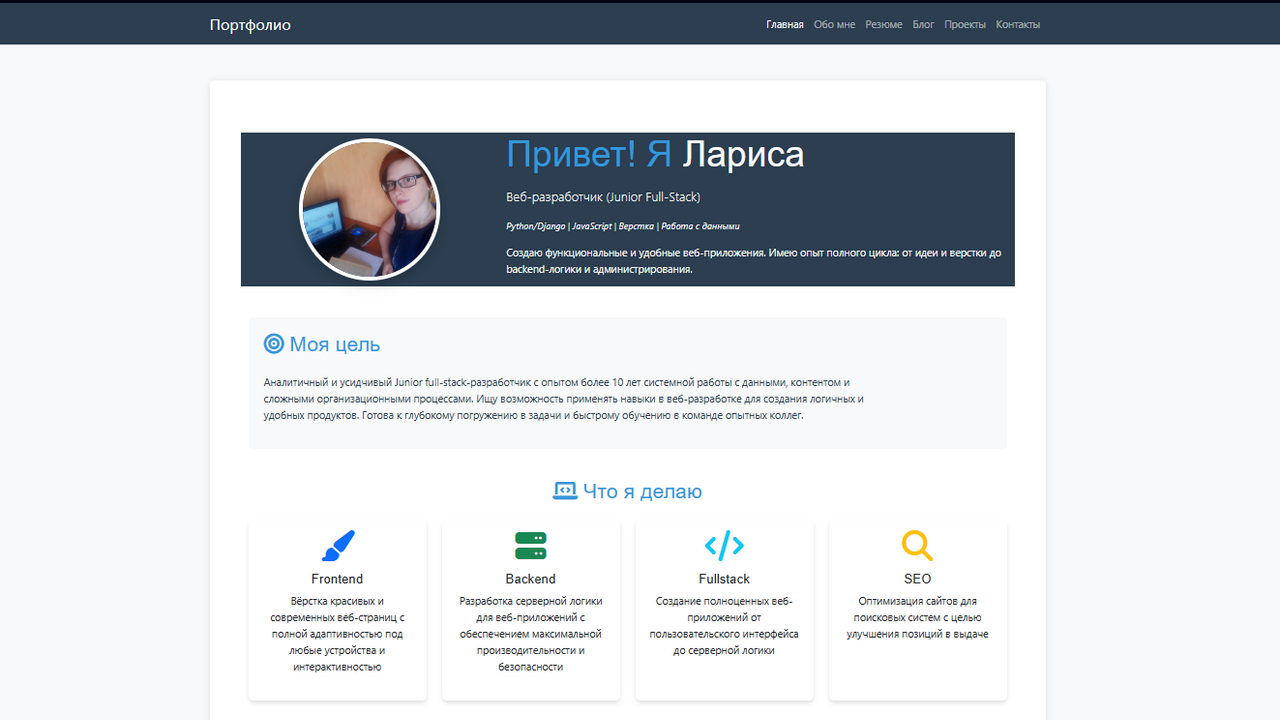 Портфолио
Главная Обо мне Резюме Блог Проекты Контакты
Привет! Я Лариса
Веб-разработчик (Junior Full-Stack)
Python/Django | JavaScript | Верстка | Работа с данными
Создаю функциональные и удобные веб-приложения. Имею опыт полного цикла: от идеи и верстки до
backend-логики и администрирования.
Моя цель
Аналитичный и усидчивый Junior full-stack-разработчик с опытом более 10 лет системной работы с данными, контентом и
сложными организационными процессами. Ищу возможность применять навыки в веб-разработке для создания логичных и
удобных продуктов. Готова к глубокому погружению в задачи и быстрому обучению в команде опытных коллег.
Что я делаю
Frontend
Вёрстка красивых и
современных веб-страниц с
полной адаптивностью под
любые устройства и
интерактивностью
Backend
Разработка серверной логики
для веб-приложений с
обеспечением максимальной
производительности и
безопасности
Fullstack
Создание полноценных веб-
приложений от
пользовательского интерфейса
до серверной логики
SEO
Оптимизация сайтов для
поисковых систем с целью
улучшения позиций в выдаче